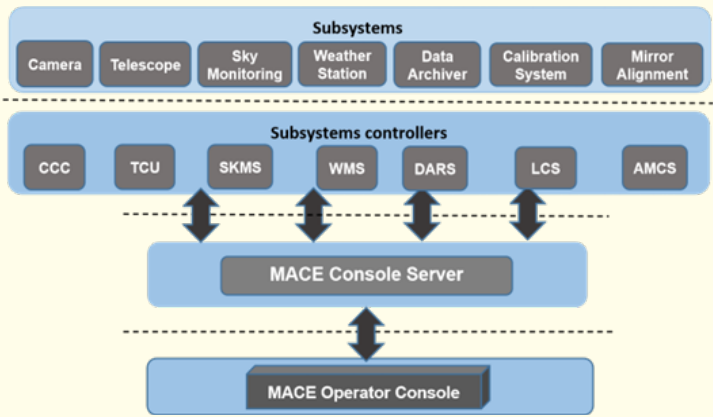 Subsystems
Camera
Telescope
Sky
Monitoring
Weather
Station
Data
Archiver
Calibration
System
Mirror
Alignment
Subsystems controllers
CCC
TCU
SKMS
WMS
DARS
LCS
AMCS
MACE Console Server
MACE Operator Console